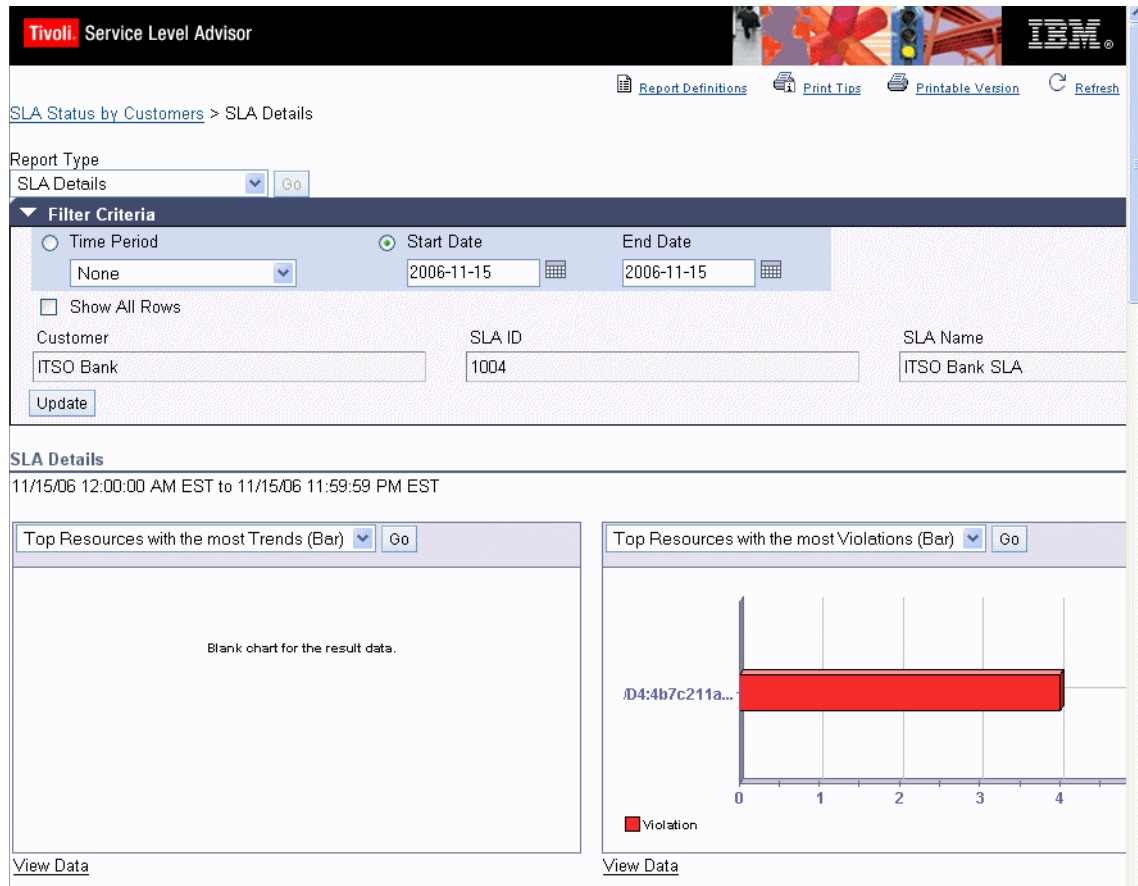 Tivoli. Service Level Advisor
IBM®
Report Definitions Print Tips Printable Version Refresh
SLA Status by Customers > SLA Details
Report Type
SLA Details Go
Filter Criteria
Time Period Start Date End Date
None 2006-11-15 2006-11-15
Show All Rows
Customer SLA ID SLA Name
ITSO Bank 1004 ITSO Bank SLA
Update
SLA Details
11/15/06 12:00:00 AM EST to 11/15/06 11:59:59 PM EST
Top Resources with the most Trends (Bar) Go
Blank chart for the result data.
View Data
Top Resources with the most Violations (Bar) Go
/D4:4b7c211a...
0 1 2 3 4
Violation
View Data